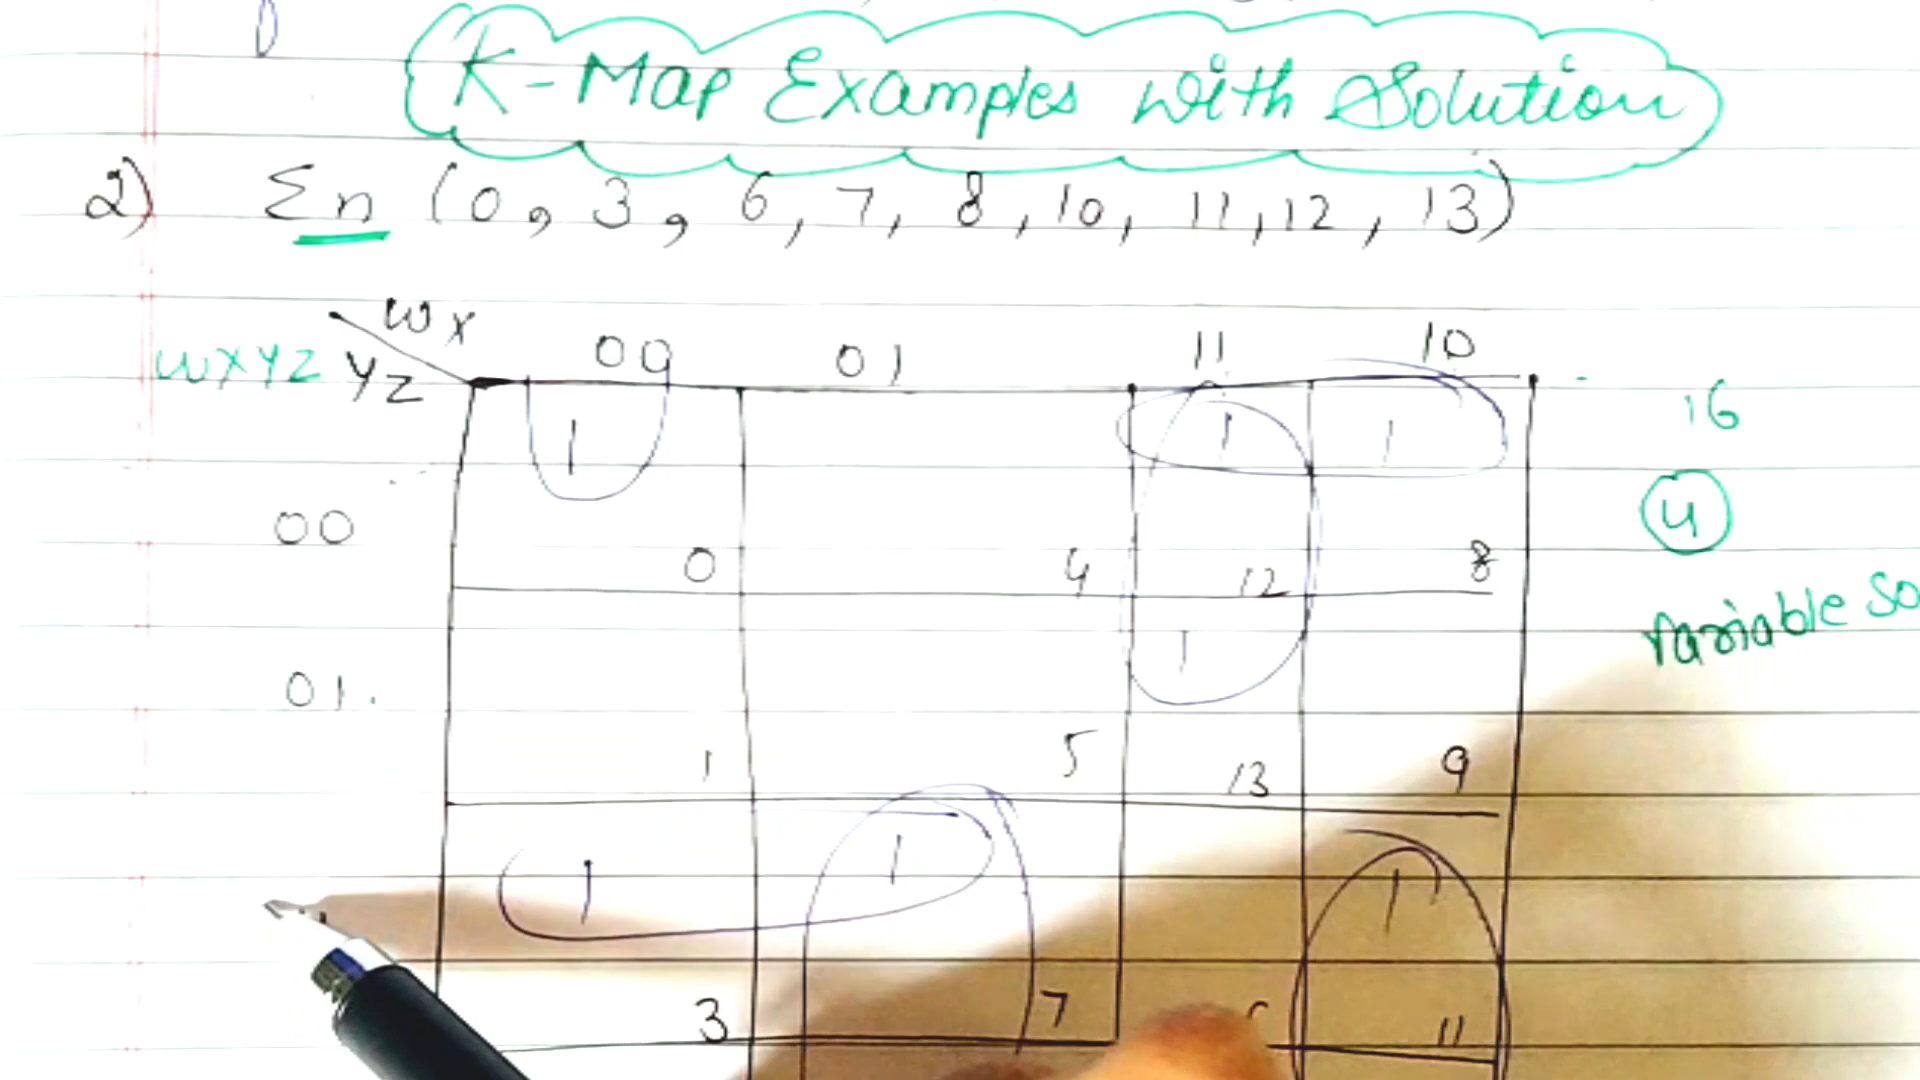 K-Map Examples with Solution
2) Σn (0, 3, 6, 7, 8, 10, 11, 12, 13)
wx
00 01 11 10
wxyz yz
1 1 1
16
4
00
0 4 12 8
variable so
1
01.
1 5 13 9
1 1 1
3 7 11